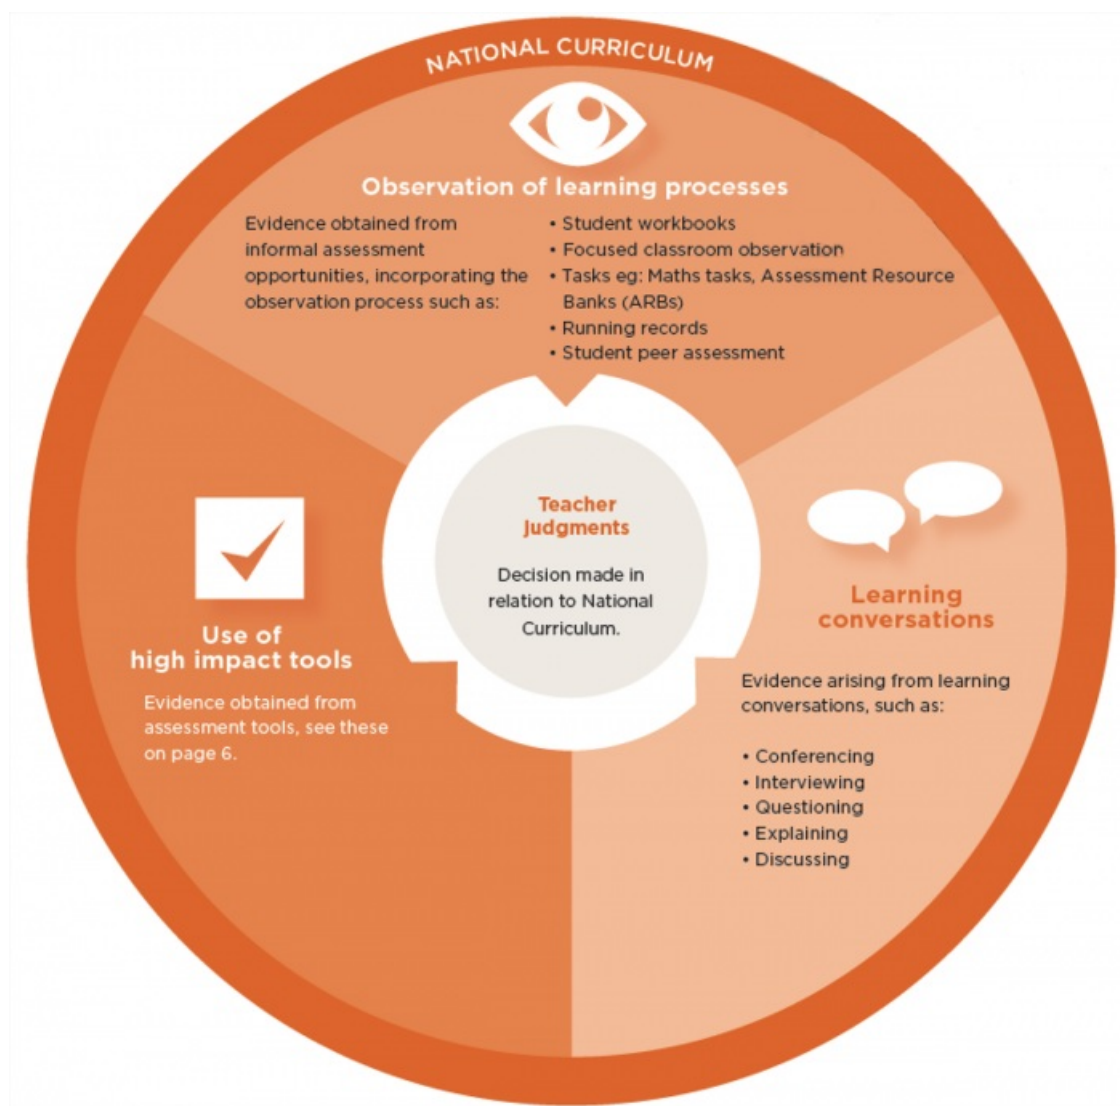 NATIONAL CURRICULUM
Observation of learning processes
Evidence obtained from
informal assessment
opportunities, incorporating the
observation process such as:
• Student workbooks
• Focused classroom observation
• Tasks eg: Maths tasks, Assessment Resource
Banks (ARBs)
• Running records
• Student peer assessment
Teacher
judgments
Decision made in
relation to National
Curriculum.
Use of
high impact tools
Evidence obtained from
assessment tools, see these
on page 6.
Learning
conversations
Evidence arising from learning
conversations, such as:
• Conferencing
• Interviewing
• Questioning
• Explaining
• Discussing